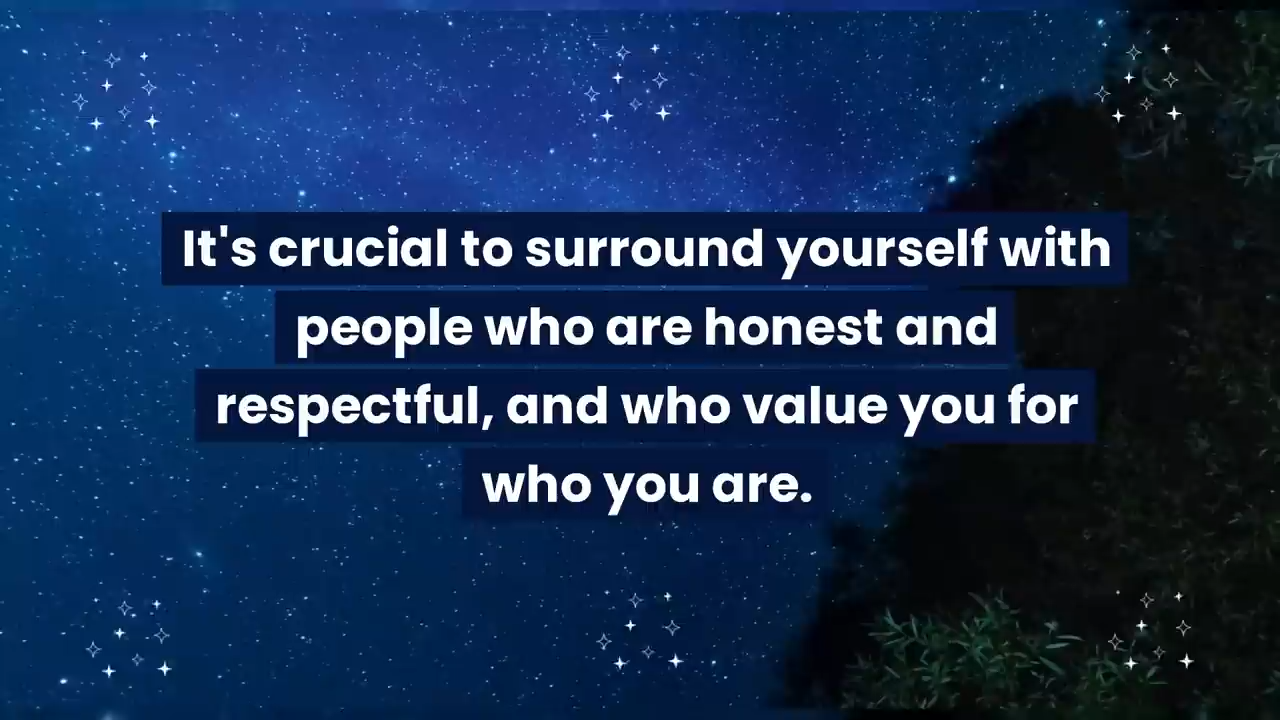 It's crucial to surround yourself with
people who are honest and
respectful, and who value you for
who you are.